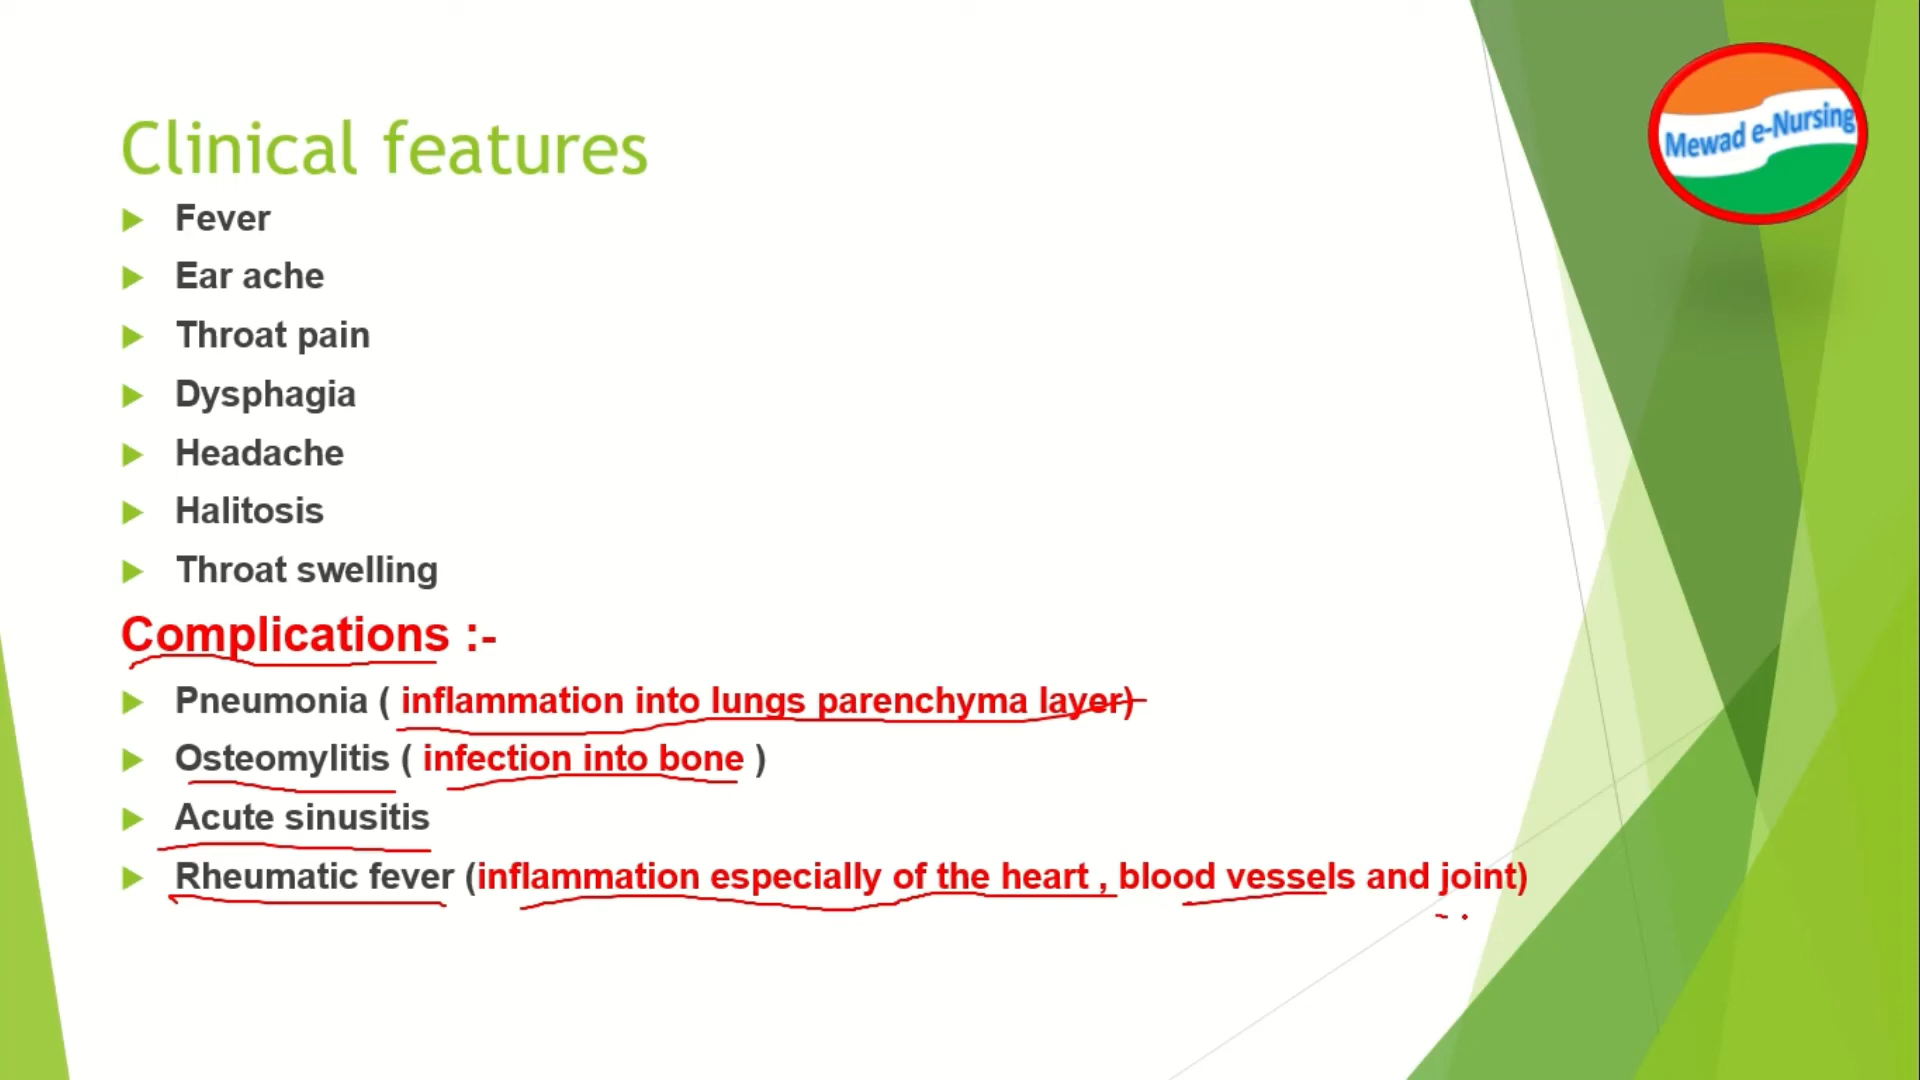 Mewad e-Nursing
Clinical features
Fever
Ear ache
Throat pain
Dysphagia
Headache
Halitosis
Throat swelling
Complications :-
Pneumonia ( inflammation into lungs parenchyma layer)
Osteomylitis ( infection into bone )
Acute sinusitis
Rheumatic fever (inflammation especially of the heart , blood vessels and joint)